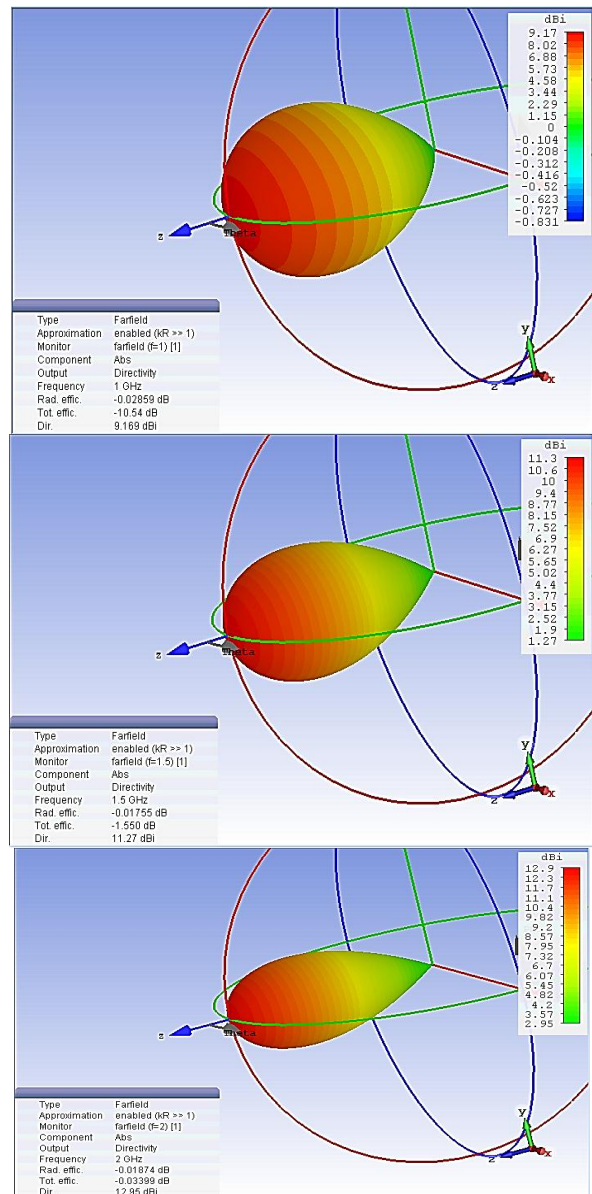 dBi
9.17
8.02
6.88
5.73
4.58
3.44
2.29
1.15
0
-0.104
-0.208
-0.312
-0.416
-0.52
-0.623
-0.727
-0.831
z
Theta
y
z
x
Type Farfield
Approximation enabled (kR >> 1)
Monitor farfield (f=1) [1]
Component Abs
Output Directivity
Frequency 1 GHz
Rad. effic. -0.02859 dB
Tot. effic. -10.54 dB
Dir. 9.169 dBi
dBi
11.3
10.6
10
9.4
8.77
8.15
7.52
6.9
6.27
5.65
5.02
4.4
3.77
3.15
2.52
1.9
1.27
z
Theta
y
z
x
Type Farfield
Approximation enabled (kR >> 1)
Monitor farfield (f=1.5) [1]
Component Abs
Output Directivity
Frequency 1.5 GHz
Rad. effic. -0.01755 dB
Tot. effic. -1.550 dB
Dir. 11.27 dBi
dBi
12.9
12.3
11.7
11.1
10.4
9.82
9.2
8.57
7.95
7.32
6.7
6.07
5.45
4.82
4.2
3.57
2.95
z
Theta
y
z
x
Type Farfield
Approximation enabled (kR >> 1)
Monitor farfield (f=2) [1]
Component Abs
Output Directivity
Frequency 2 GHz
Rad. effic. -0.01874 dB
Tot. effic. -0.03399 dB
Dir. 12.95 dBi